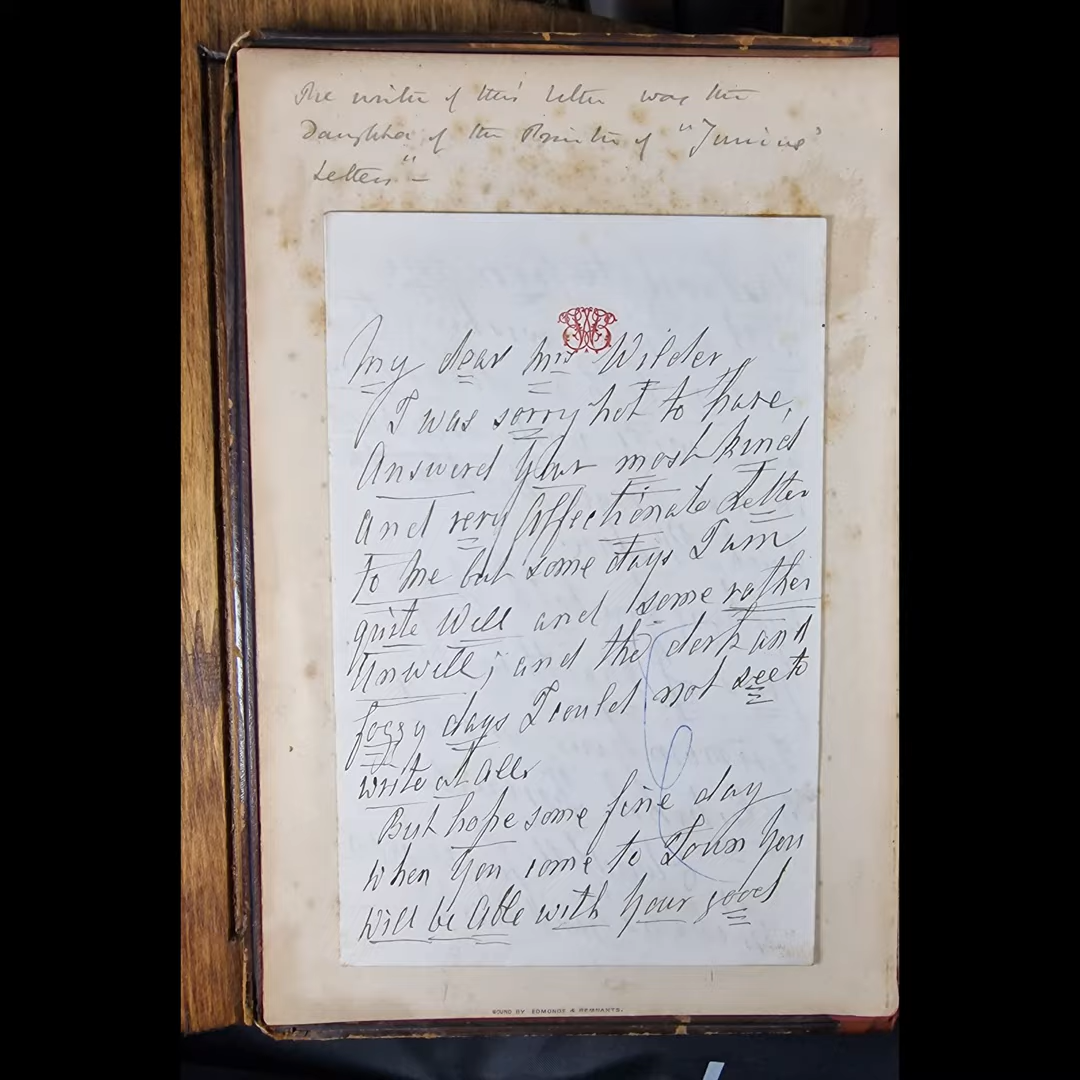 The writer of this letter was the
Daughter of the Printer of "Junius'
Letters" —
My dear Mrs Wilder
I was sorry not to have,
Answerd Your most kind
And very Affectionate Letter
to Me but some days I am
quite Well and some rather
Unwell; and the dark and
foggy days I could not see to
write at all
But hope some fine day
when You come to Town You
Will be Able with Your good
BOUND BY EDMONDS & REMNANTS.